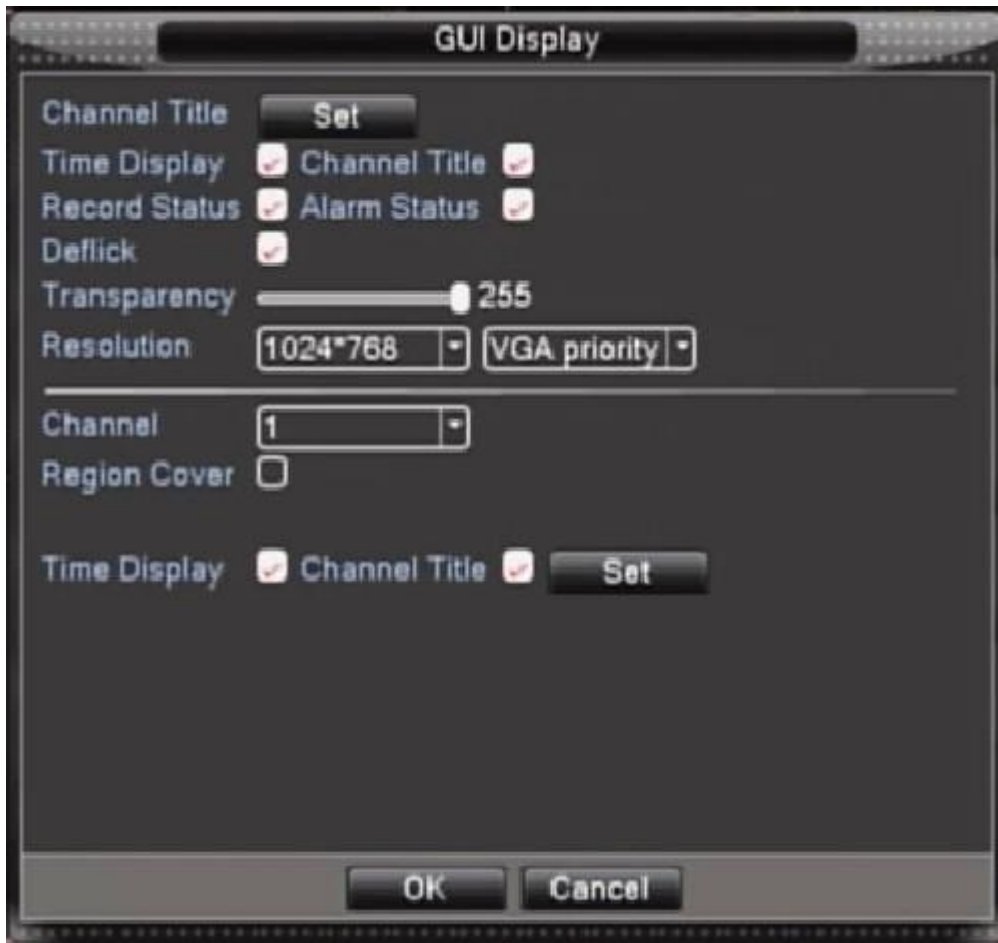 GUI Display
Channel Title Set
Time Display Channel Title
Record Status Alarm Status
Deflick
Transparency 255
Resolution 1024*768 VGA priority
Channel 1
Region Cover
Time Display Channel Title Set
OK Cancel